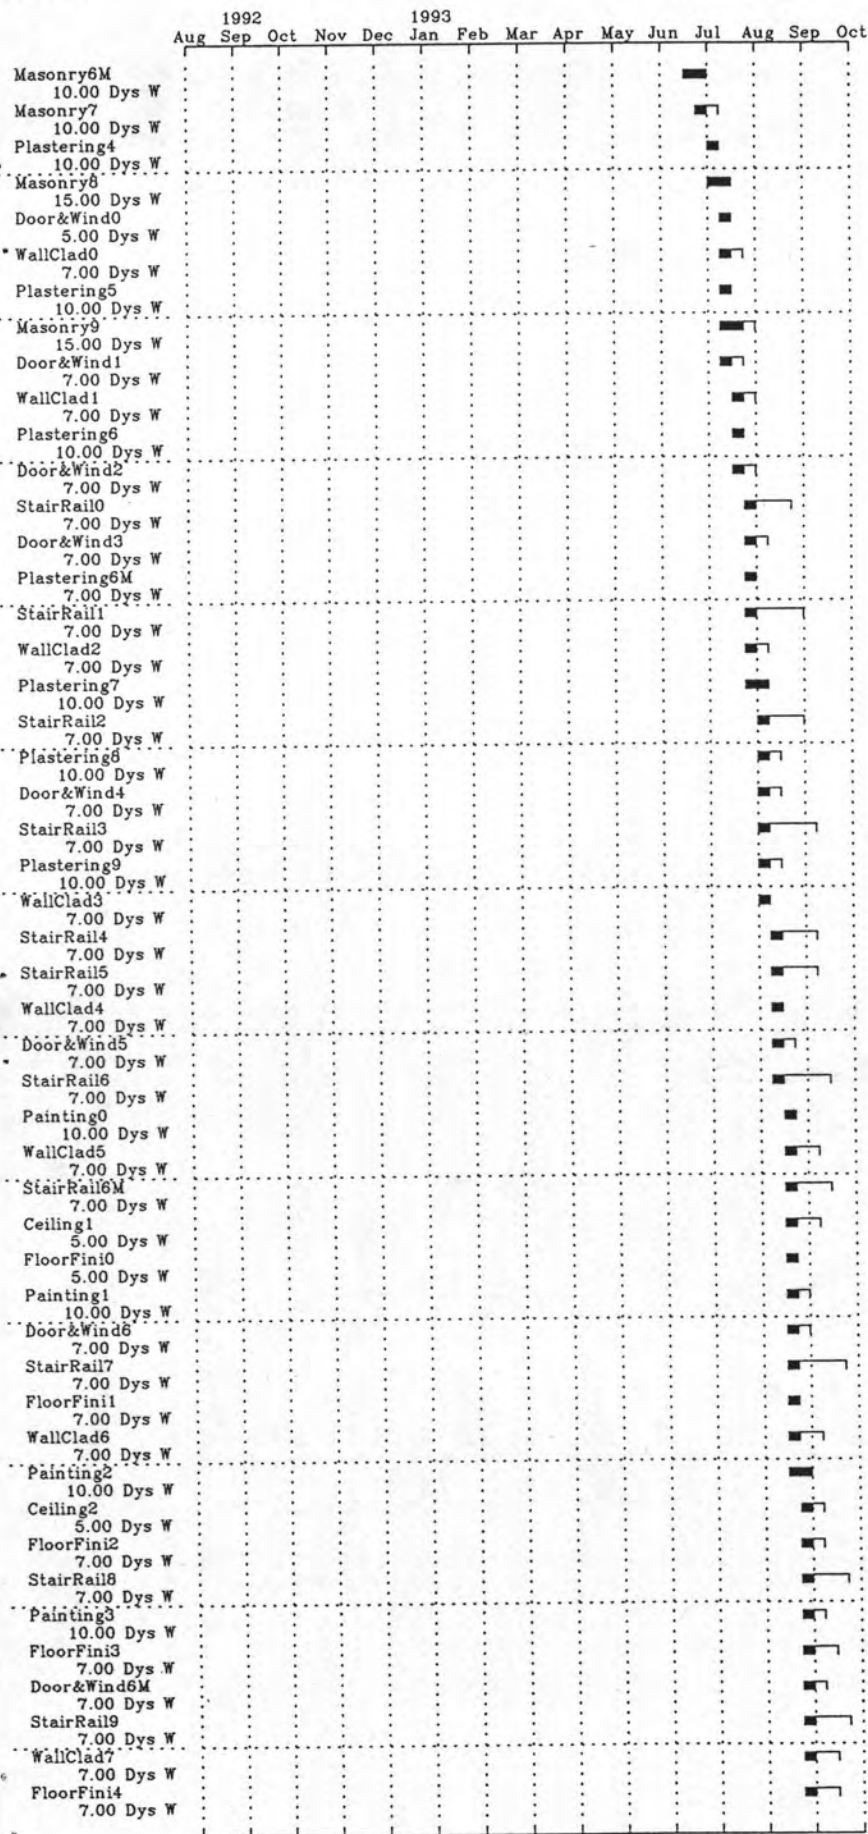 1992 1993
Aug Sep Oct Nov Dec Jan Feb Mar Apr May Jun Jul Aug Sep Oct
Masonry6M
10.00 Dys W
Masonry7
10.00 Dys W
Plastering4
10.00 Dys W
Masonry8
15.00 Dys W
Door&Wind0
5.00 Dys W
WallClad0
7.00 Dys W
Plastering5
10.00 Dys W
Masonry9
15.00 Dys W
Door&Wind1
7.00 Dys W
WallClad1
7.00 Dys W
Plastering6
10.00 Dys W
Door&Wind2
7.00 Dys W
StairRail0
7.00 Dys W
Door&Wind3
7.00 Dys W
Plastering6M
7.00 Dys W
StairRail1
7.00 Dys W
WallClad2
7.00 Dys W
Plastering7
10.00 Dys W
StairRail2
7.00 Dys W
Plastering8
10.00 Dys W
Door&Wind4
7.00 Dys W
StairRail3
7.00 Dys W
Plastering9
10.00 Dys W
WallClad3
7.00 Dys W
StairRail4
7.00 Dys W
StairRail5
7.00 Dys W
WallClad4
7.00 Dys W
Door&Wind5
7.00 Dys W
StairRail6
7.00 Dys W
Painting0
10.00 Dys W
WallClad5
7.00 Dys W
StairRail6M
7.00 Dys W
Ceiling1
5.00 Dys W
FloorFini0
5.00 Dys W
Painting1
10.00 Dys W
Door&Wind6
7.00 Dys W
StairRail7
7.00 Dys W
FloorFini1
7.00 Dys W
WallClad6
7.00 Dys W
Painting2
10.00 Dys W
Ceiling2
5.00 Dys W
FloorFini2
7.00 Dys W
StairRail8
7.00 Dys W
Painting3
10.00 Dys W
FloorFini3
7.00 Dys W
Door&Wind6M
7.00 Dys W
StairRail9
7.00 Dys W
WallClad7
7.00 Dys W
FloorFini4
7.00 Dys W